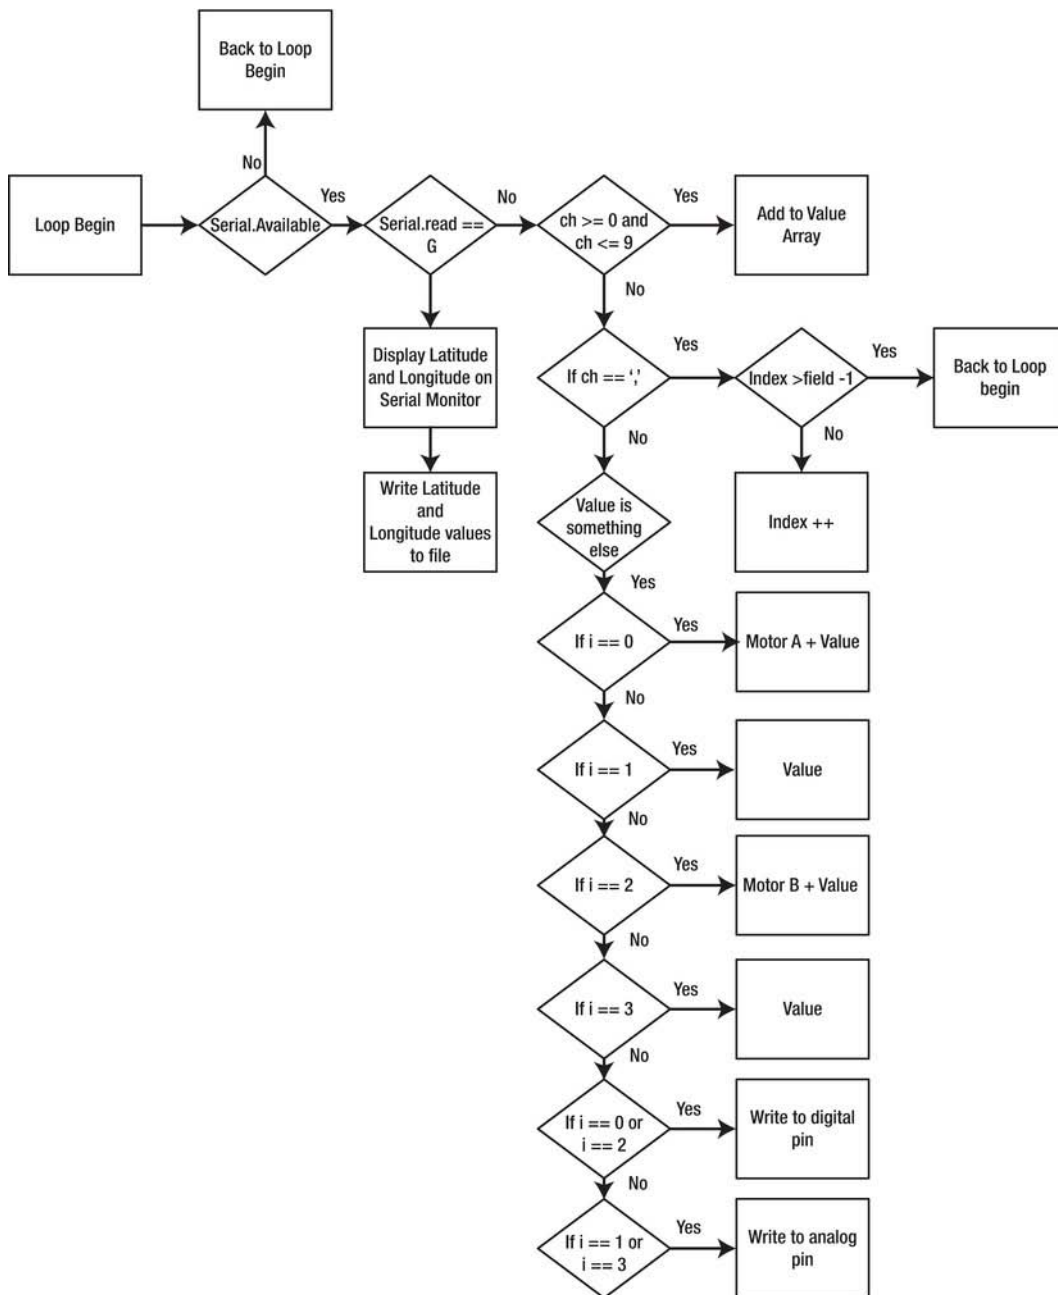 Back to Loop
Begin
No
Loop Begin
Serial.Available
Yes
Serial.read ==
G
No
ch >= 0 and
ch <= 9
Yes
Add to Value
Array
No
Display Latitude
and Longitude on
Serial Monitor
If ch == ‘,’
Yes
Index >field -1
Yes
Back to Loop
begin
No
No
Write Latitude
and
Longitude values
to file
Value is
something
else
Index ++
Yes
If i == 0
Yes
Motor A + Value
No
If i == 1
Yes
Value
No
If i == 2
Yes
Motor B + Value
No
If i == 3
Yes
Value
No
If i == 0 or
i == 2
Yes
Write to digital
pin
No
If i == 1 or
i == 3
Yes
Write to analog
pin